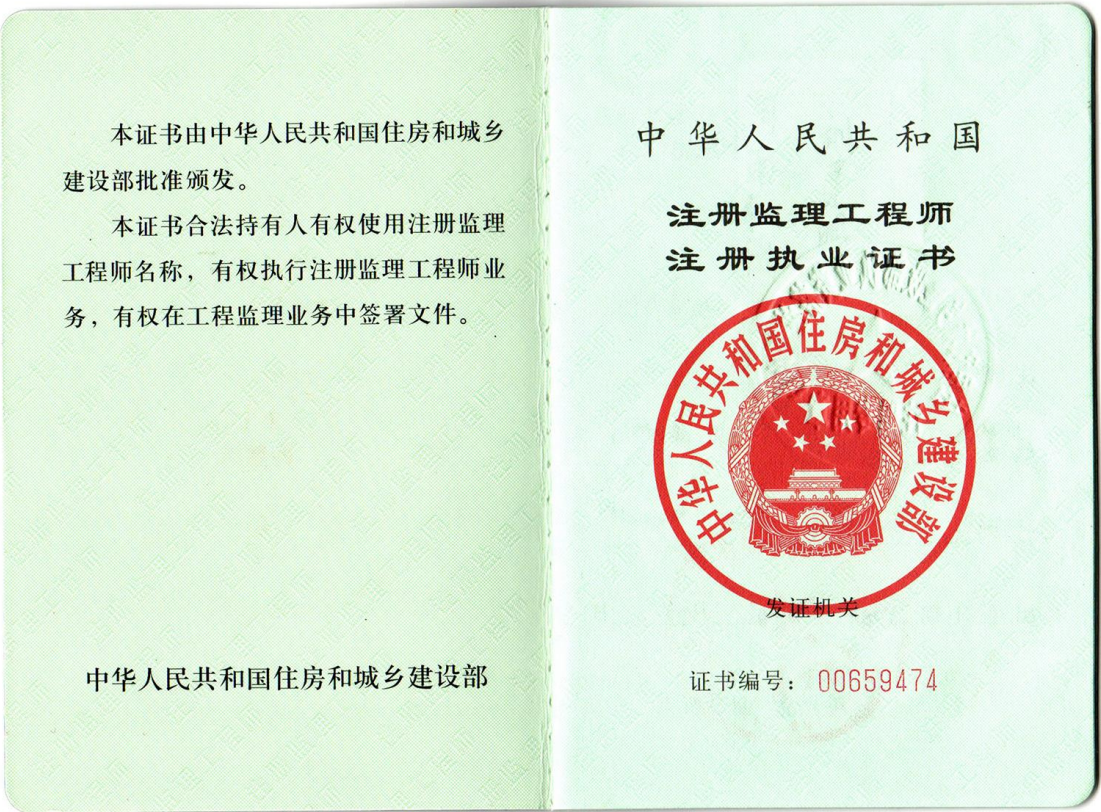 本证书由中华人民共和国住房和城乡
建设部批准颁发。
本证书合法持有人有权使用注册监理
工程师名称，有权执行注册监理工程师业
务，有权在工程监理业务中签署文件。
中华人民共和国住房和城乡建设部
中华人民共和国
注册监理工程师
注册执业证书
中华人民共和国住房和城乡建设部
发证机关
证书编号：00659474